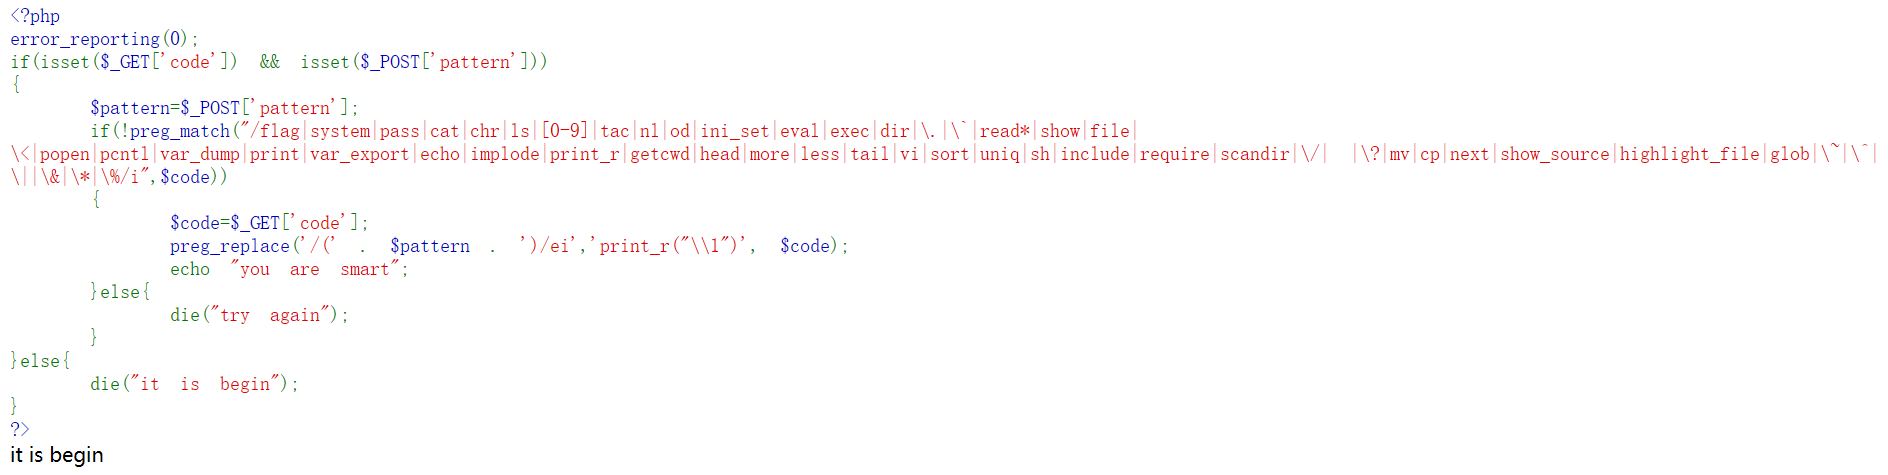 <?php
error_reporting(0);
if(isset($_GET['code']) && isset($_POST['pattern']))
{
        $pattern=$_POST['pattern'];
        if(!preg_match("/flag|system|pass|cat|chr|ls|[0-9]|tac|nl|od|ini_set|eval|exec|dir|\.|\`|read*|show|file|
\<|popen|pcntl|var_dump|print|var_export|echo|implode|print_r|getcwd|head|more|less|tail|vi|sort|uniq|sh|include|require|scandir|\/| |\?|mv|cp|next|show_source|highlight_file|glob|\~|\^|
\||\&|\*|\%/i",$code))
        {
                $code=$_GET['code'];
                preg_replace('/(' . $pattern . ')/ei','print_r("\\1")', $code);
                echo "you are smart";
        }else{
                die("try again");
        }
}else{
        die("it is begin");
}
?>
it is begin